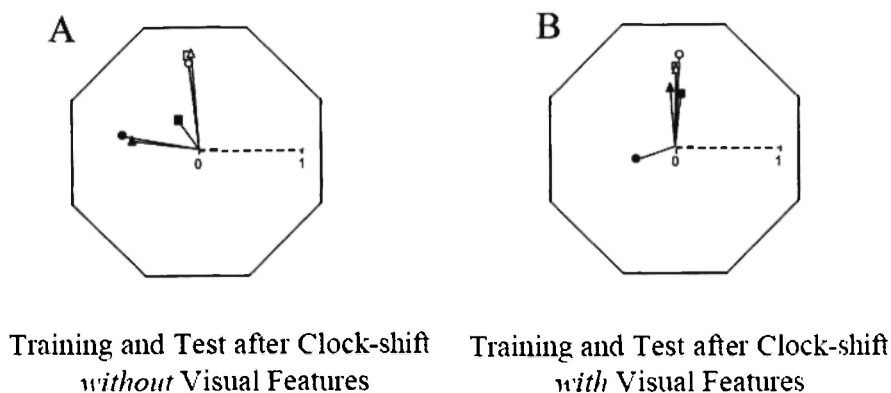 A
B
0
1
0
1
Training and Test after Clock-shift
without Visual Features
Training and Test after Clock-shift
with Visual Features